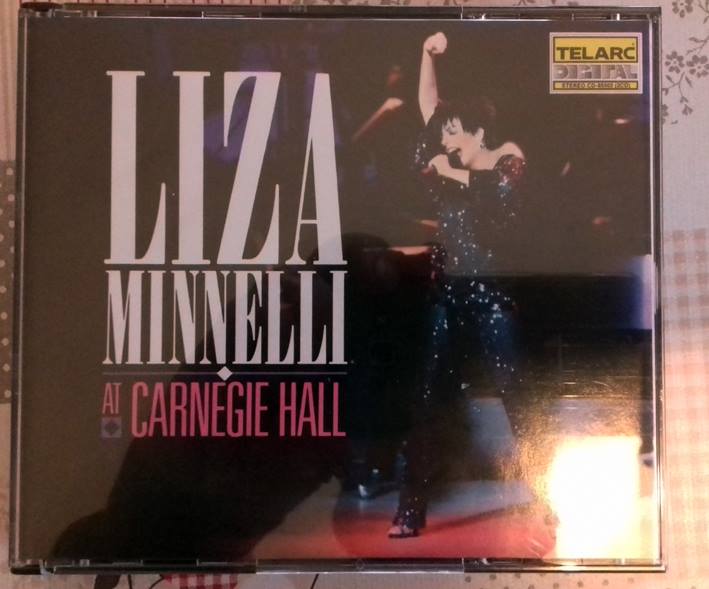 LIZA
MINNELLI
AT CARNEGIE HALL
TELARC
DIGITAL